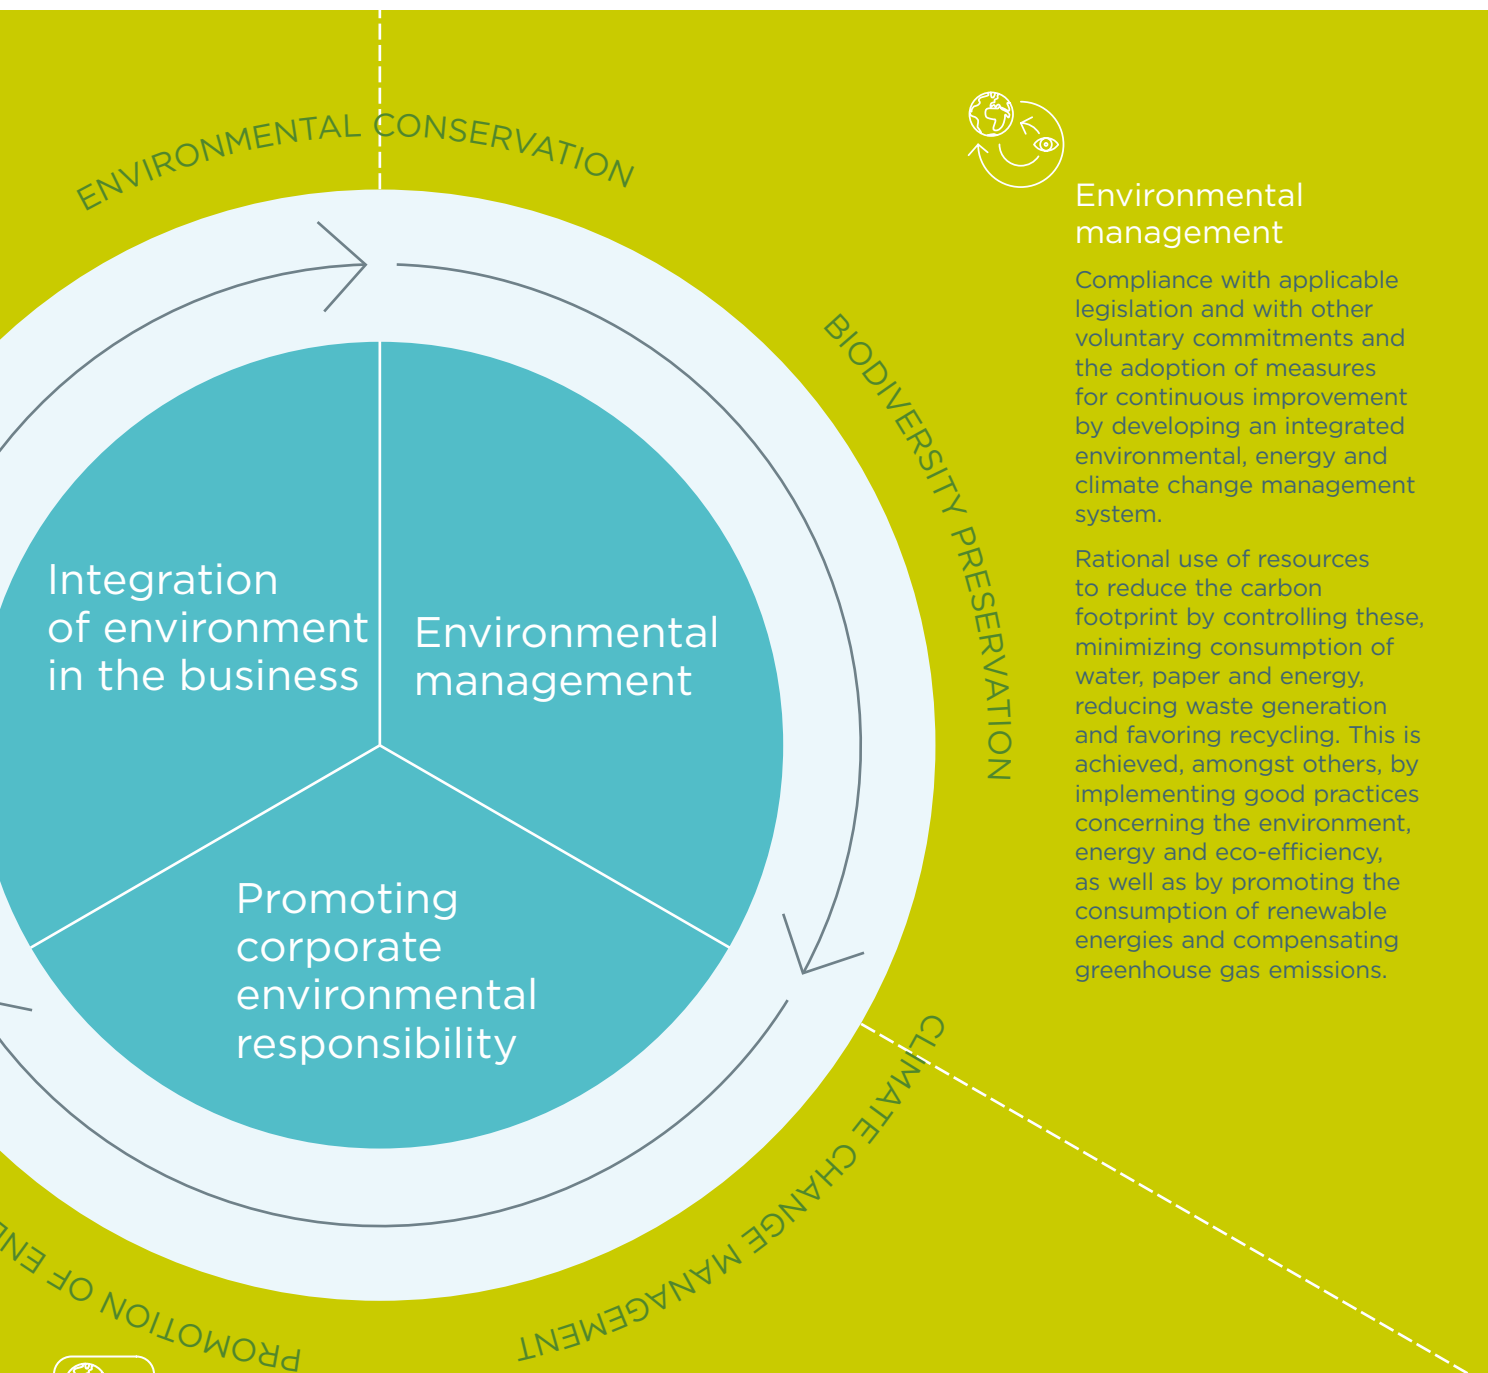 ENVIRONMENTAL CONSERVATION
BIODIVERSITY PRESERVATION
CLIMATE CHANGE MANAGEMENT
PROMOTION OF
Integration
of environment
in the business
Environmental
management
Promoting
corporate
environmental
responsibility
Environmental
management
Compliance with applicable
legislation and with other
voluntary commitments and
the adoption of measures
for continuous improvement
by developing an integrated
environmental, energy and
climate change management
system.
Rational use of resources
to reduce the carbon
footprint by controlling these,
minimizing consumption of
water, paper and energy,
reducing waste generation
and favoring recycling. This is
achieved, amongst others, by
implementing good practices
concerning the environment,
energy and eco-efficiency,
as well as by promoting the
consumption of renewable
energies and compensating
greenhouse gas emissions.